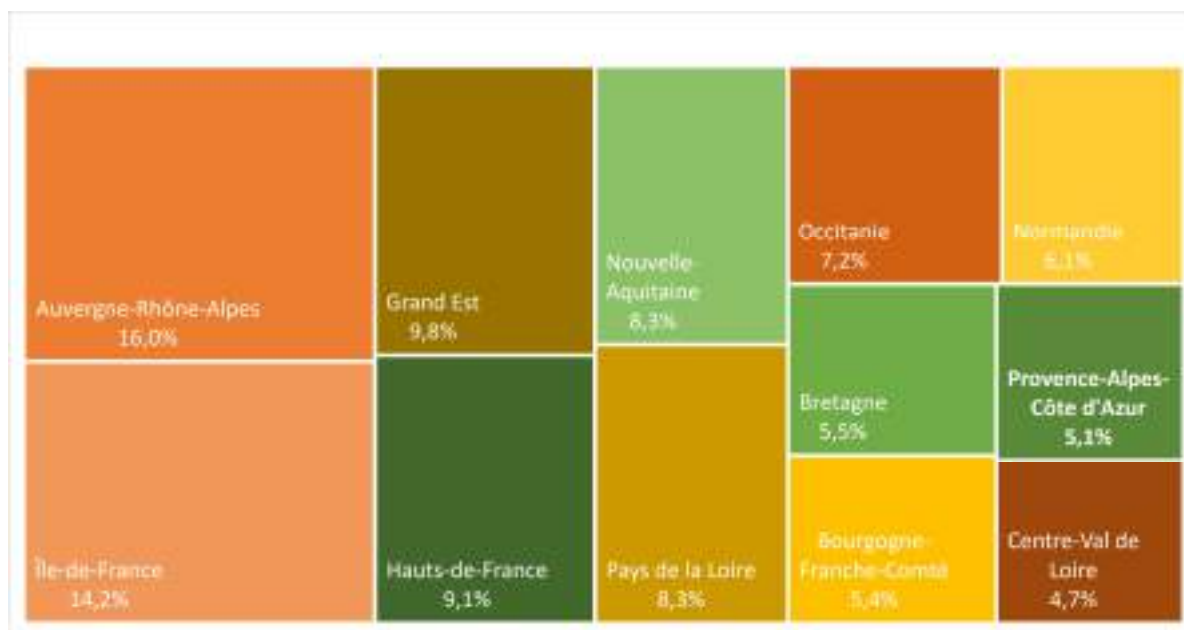 Auvergne-Rhône-Alpes
16,0%
Île-de-France
14,2%
Grand Est
9,8%
Hauts-de-France
9,1%
Nouvelle-
Aquitaine
8,3%
Pays de la Loire
8,3%
Occitanie
7,2%
Normandie
6,1%
Bretagne
5,5%
Provence-Alpes-
Côte d'Azur
5,1%
Bourgogne-
Franche-Comté
5,4%
Centre-Val de
Loire
4,7%